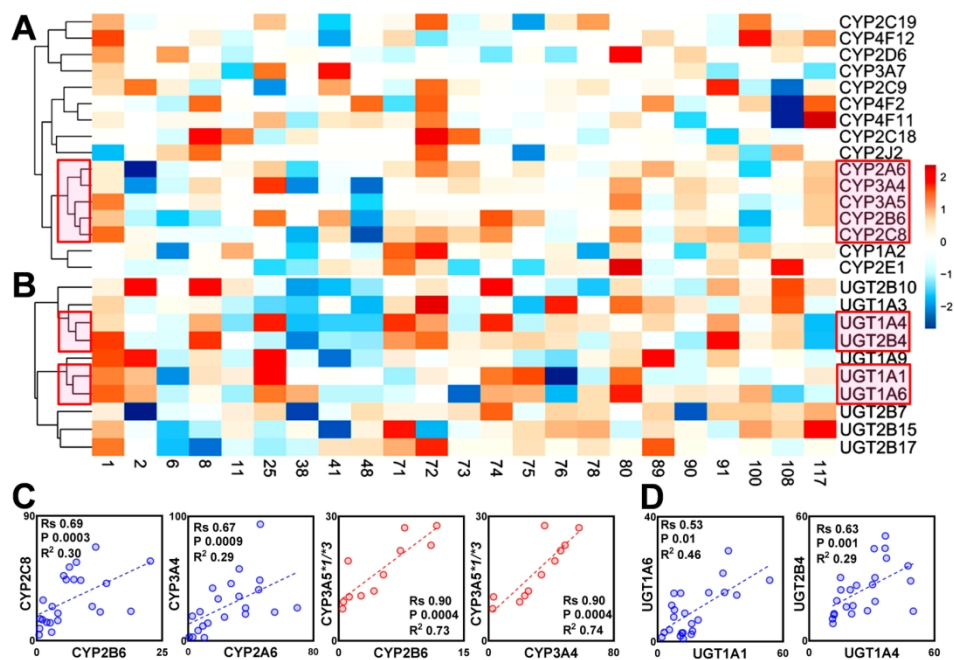 A
CYP2C19
CYP4F12
CYP2D6
CYP3A7
CYP2C9
CYP4F2
CYP4F11
CYP2C18
CYP2J2
CYP2A6
CYP3A4
CYP3A5
CYP2B6
CYP2C8
CYP1A2
CYP2E1
2
1
0
−1
−2
B
UGT2B10
UGT1A3
UGT1A4
UGT2B4
UGT1A9
UGT1A1
UGT1A6
UGT2B7
UGT2B15
UGT2B17
1 2 6 8 11 25 38 41 48 71 72 73 74 75 76 78 80 89 90 91 100 108 117
C
90
CYP2C8
Rs 0.69
P 0.0003
R² 0.30
0
0 CYP2B6 25
100
CYP3A4
Rs 0.67
P 0.0009
R² 0.29
0
0 CYP2A6 80
30
CYP3A5*1/*3
Rs 0.90
P 0.0004
R² 0.73
0
0 CYP2B6 15
30
CYP3A5*1/*3
Rs 0.90
P 0.0004
R² 0.74
0
0 CYP3A4 80
D
40
UGT1A6
Rs 0.53
P 0.01
R² 0.46
0
0 UGT1A1 60
60
UGT2B4
Rs 0.63
P 0.001
R² 0.29
0
0 UGT1A4 60